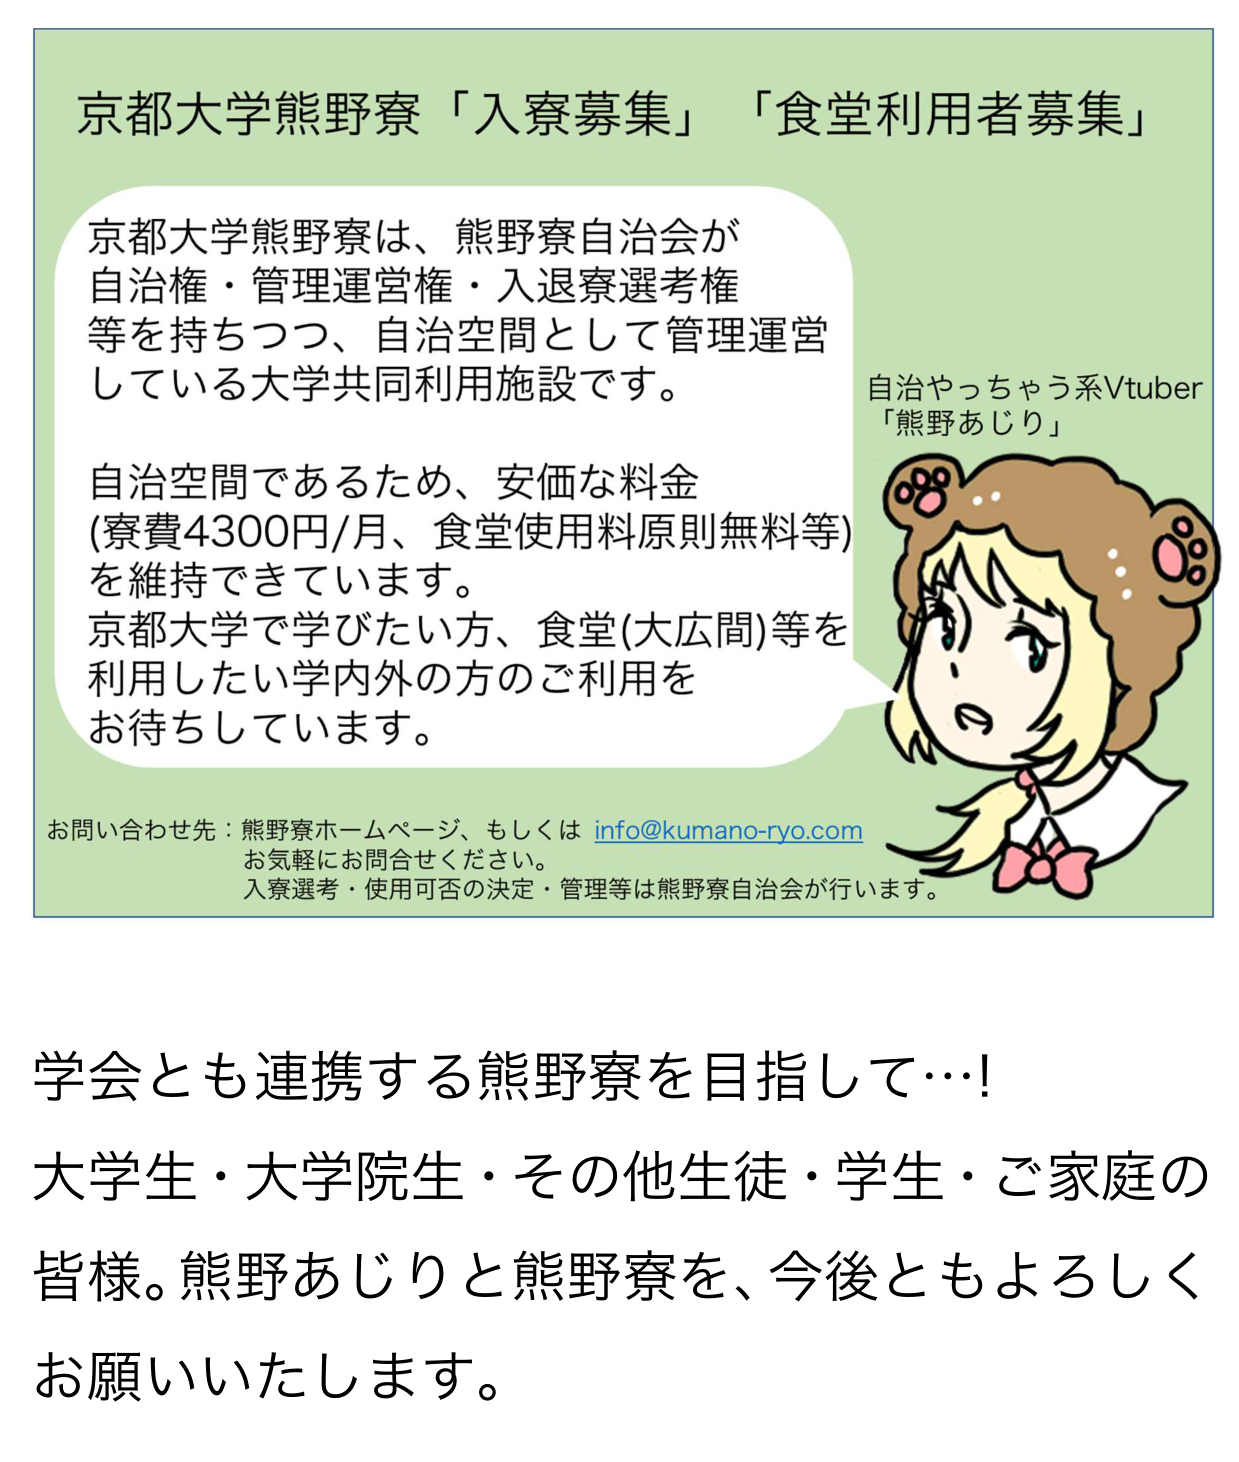 京都大学熊野寮「入寮募集」「食堂利用者募集」
京都大学熊野寮は、熊野寮自治会が
自治権・管理運営権・入退寮選考権
等を持ちつつ、自治空間として管理運営
している大学共同利用施設です。
自治空間であるため、安価な料金
(寮費4300円/月、食堂使用料原則無料等)
を維持できています。
京都大学で学びたい方、食堂(大広間)等を
利用したい学内外の方のご利用を
お待ちしています。
自治やっちゃう系Vtuber
「熊野あじり」
お問い合わせ先：熊野寮ホームページ、もしくは info@kumano-ryo.com
お気軽にお問合せください。
入寮選考・使用可否の決定・管理等は熊野寮自治会が行います。
学会とも連携する熊野寮を目指して…!
大学生・大学院生・その他生徒・学生・ご家庭の
皆様。熊野あじりと熊野寮を、今後ともよろしく
お願いいたします。